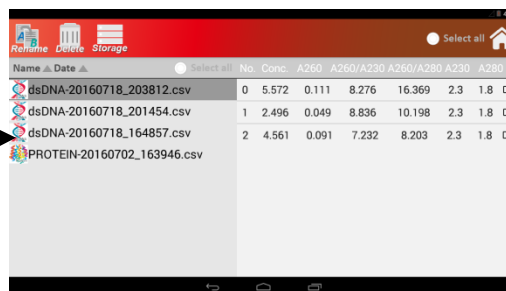 Rename Delete Storage
Select all
Name Date Select all No. Conc. A260 A260/A230 A260/A280 A230 A280
dsDNA-20160718_203812.csv 0 5.572 0.111 8.276 16.369 2.3 1.8
dsDNA-20160718_201454.csv 1 2.496 0.049 8.836 10.198 2.3 1.8
dsDNA-20160718_164857.csv 2 4.561 0.091 7.232 8.203 2.3 1.8
PROTEIN-20160702_163946.csv